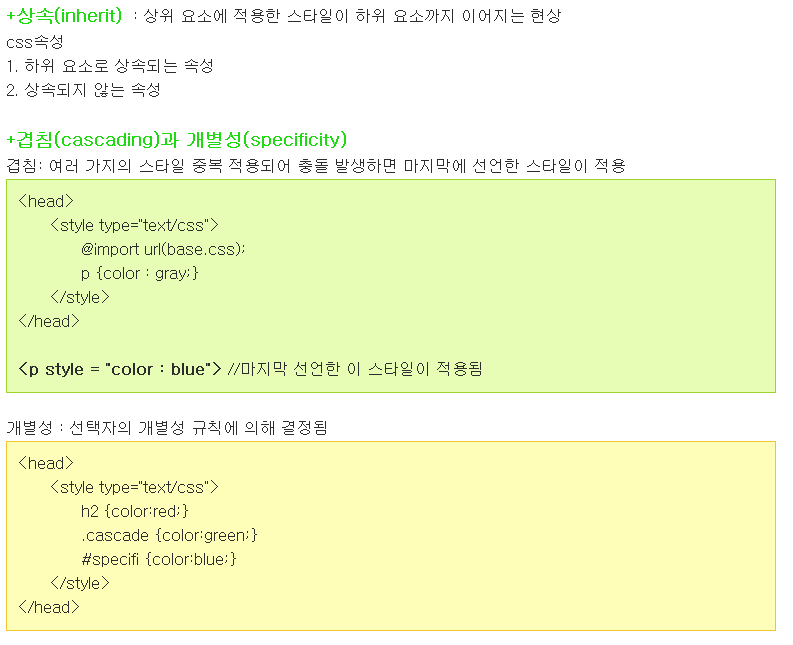 +상속(inherit) : 상위 요소에 적용한 스타일이 하위 요소까지 이어지는 현상
css속성
1. 하위 요소로 상속되는 속성
2. 상속되지 않는 속성
+겹침(cascading)과 개별성(specificity)
겹침: 여러 가지의 스타일 중복 적용되어 충돌 발생하면 마지막에 선언한 스타일이 적용
<head>
<style type="text/css">
@import url(base.css);
p {color : gray;}
</style>
</head>
<p style = "color : blue"> //마지막 선언한 이 스타일이 적용됨
개별성 : 선택자의 개별성 규칙에 의해 결정됨
<head>
<style type="text/css">
h2 {color:red;}
.cascade {color:green;}
#specifi {color:blue;}
</style>
</head>